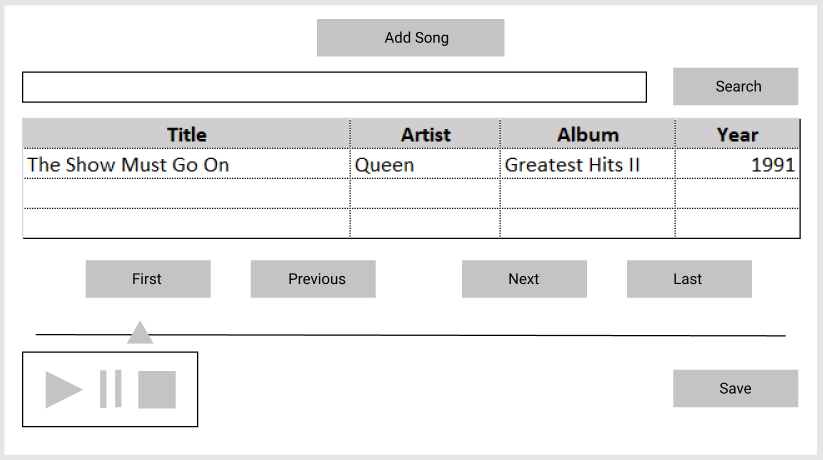 Add Song
Search
Title Artist Album Year
The Show Must Go On Queen Greatest Hits II 1991
First Previous Next Last
Save